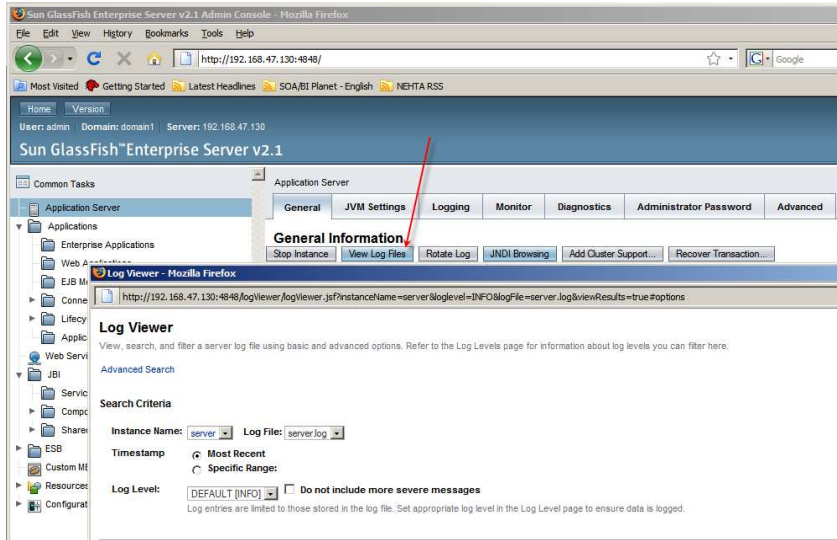 Sun GlassFish Enterprise Server v2.1 Admin Console - Mozilla Firefox
File Edit View History Bookmarks Tools Help
http://192.168.47.130:4848/ Google
Most Visited Getting Started Latest Headlines SOA/BI Planet - English NEHTA RSS
Home Version
User: admin Domain: domain1 Server: 192.168.47.130
Sun GlassFish™ Enterprise Server v2.1
Common Tasks
Application Server
Applications
Enterprise Applications
Web Applications
EJB M
Conne
Lifecy
Applic
Web Servi
JBI
Servic
Compo
Share
ESB
Custom MB
Resources
Configurat
Application Server
General JVM Settings Logging Monitor Diagnostics Administrator Password Advanced
General Information
Stop Instance View Log Files Rotate Log JNDI Browsing Add Cluster Support... Recover Transaction...
Log Viewer - Mozilla Firefox
http://192.168.47.130:4848/logViewer/logViewer.jsf?instanceName=server&loglevel=INFO&logFile=server.log&viewResults=true#options
Log Viewer
View, search, and filter a server log file using basic and advanced options. Refer to the Log Levels page for information about log levels you can filter here.
Advanced Search
Search Criteria
Instance Name: server Log File: server.log
Timestamp Most Recent
Specific Range:
Log Level: DEFAULT [INFO] Do not include more severe messages
Log entries are limited to those stored in the log file. Set appropriate log level in the Log Level page to ensure data is logged.